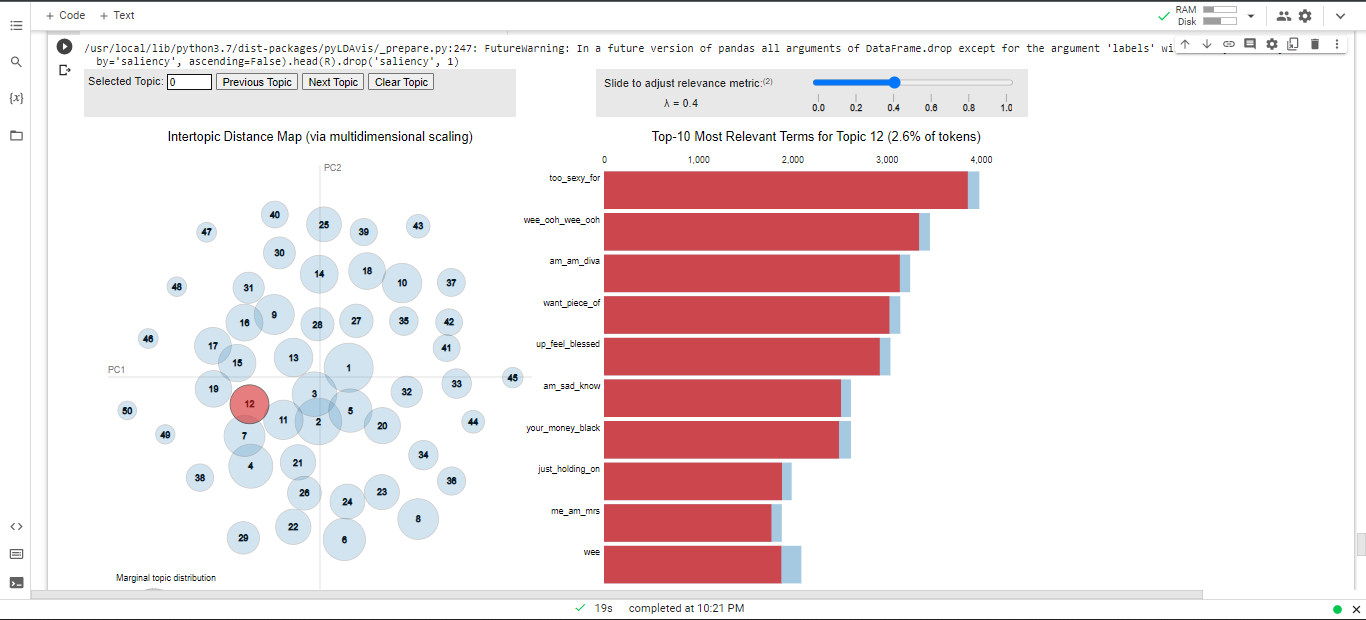 + Code + Text
RAM
Disk
/usr/local/lib/python3.7/dist-packages/pyLDAvis/_prepare.py:247: FutureWarning: In a future version of pandas all arguments of DataFrame.drop except for the argument 'labels' wi
by='saliency', ascending=False).head(R).drop('saliency', 1)
Selected Topic: 0 Previous Topic Next Topic Clear Topic
Slide to adjust relevance metric:(2)
λ = 0.4
0.0 0.2 0.4 0.6 0.8 1.0
Intertopic Distance Map (via multidimensional scaling)
PC2
40
25
43
47
39
30
14
18
10
37
48
31
9
16
28
27
35
42
46
17
15
13
1
41
PC1
45
19
3
32
33
12
50
11
2
5
20
44
49
7
4
21
34
38
26
24
23
36
8
22
29
6
Marginal topic distribution
Top-10 Most Relevant Terms for Topic 12 (2.6% of tokens)
0 1,000 2,000 3,000 4,000
too_sexy_for
wee_ooh_wee_ooh
am_am_diva
want_piece_of
up_feel_blessed
am_sad_know
your_money_black
just_holding_on
me_am_mrs
wee
19s completed at 10:21 PM